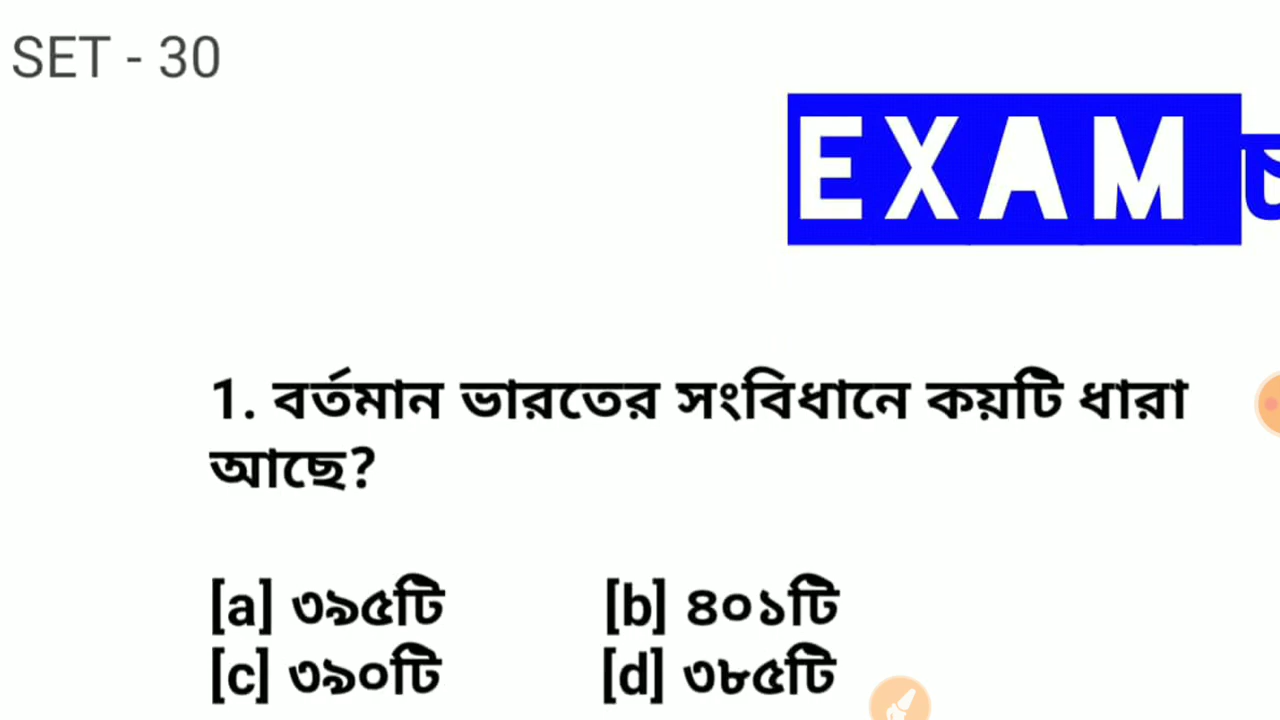 SET - 30
EXAM
1. বর্তমান ভারতের সংবিধানে কয়টি ধারা
আছে?
[a] ৩৯৫টি [b] ৪০১টি
[c] ৩৯০টি [d] ৩৮৫টি